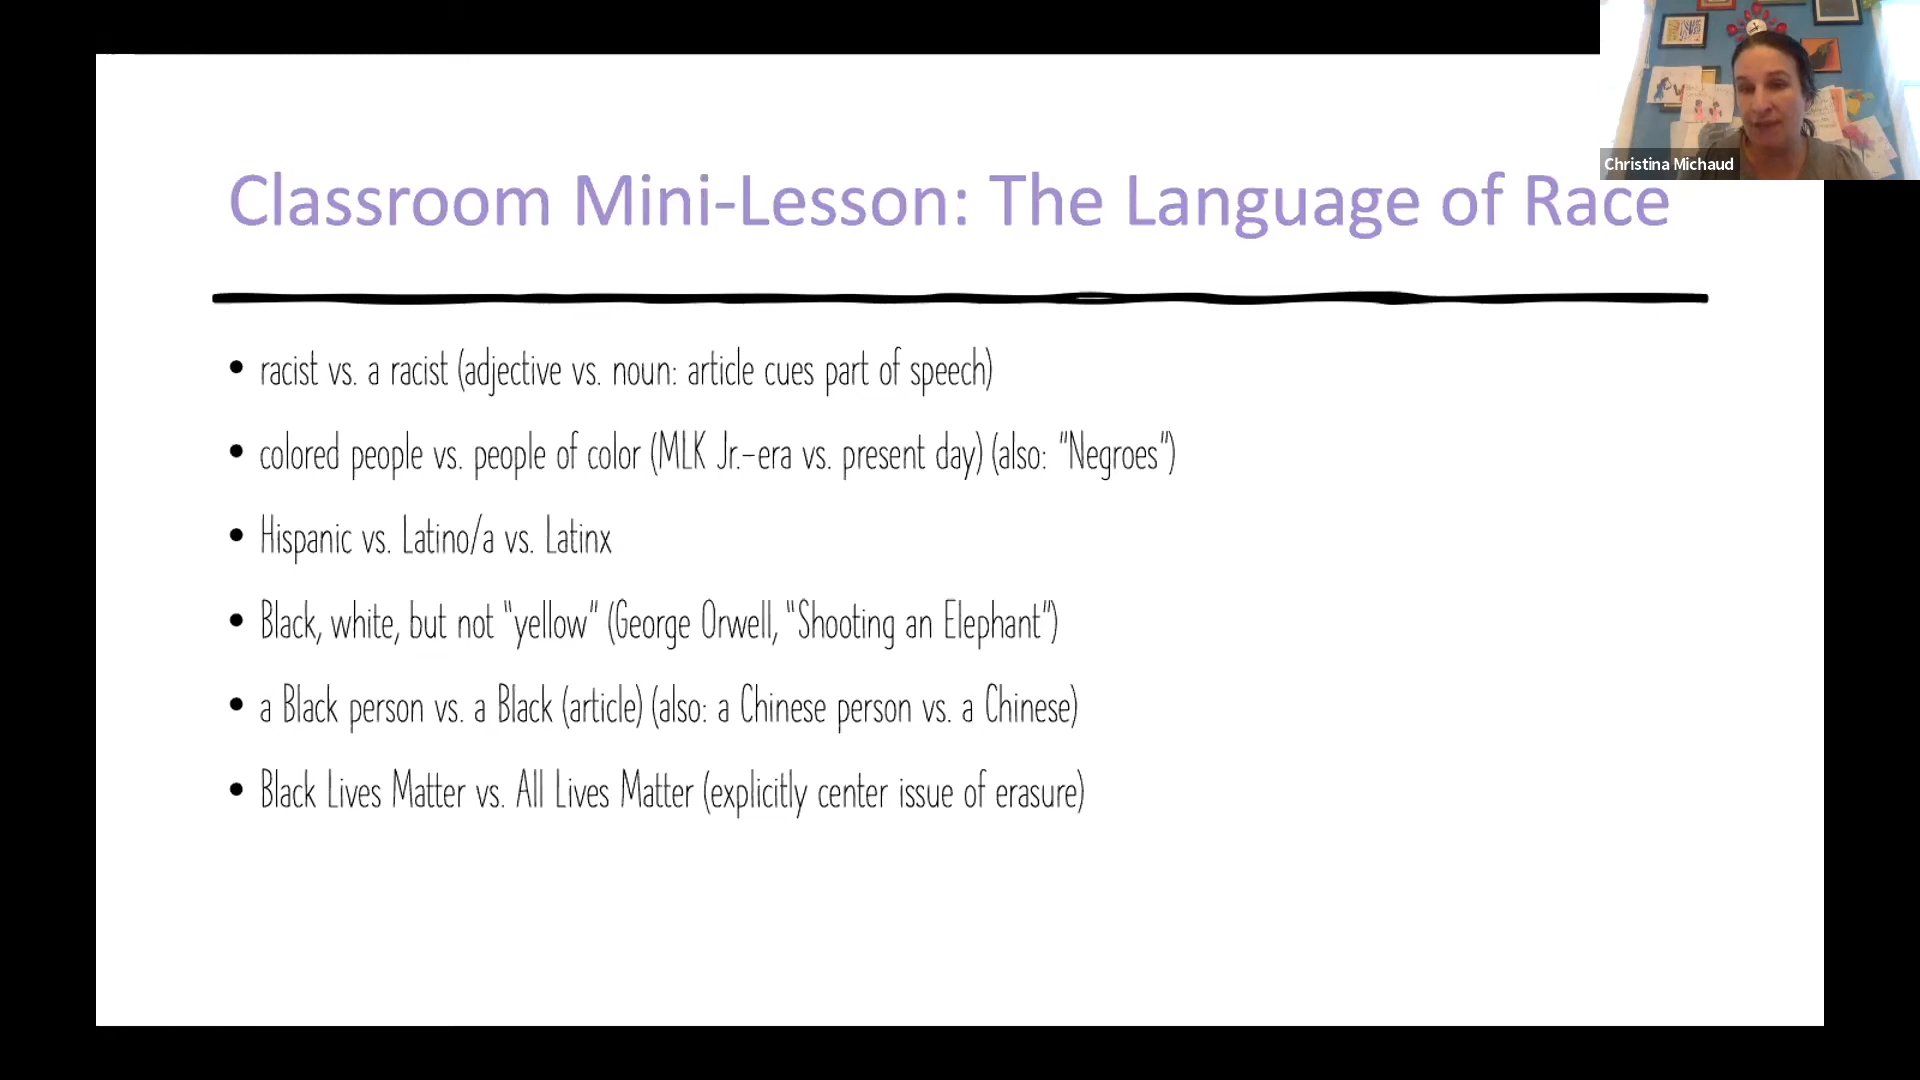 Christina Michaud
Classroom Mini-Lesson: The Language of Race
• racist vs. a racist (adjective vs. noun: article cues part of speech)
• colored people vs. people of color (MLK Jr.-era vs. present day) (also: "Negroes")
• Hispanic vs. Latino/a vs. Latinx
• Black, white, but not "yellow" (George Orwell, "Shooting an Elephant")
• a Black person vs. a Black (article) (also: a Chinese person vs. a Chinese)
• Black Lives Matter vs. All Lives Matter (explicitly center issue of erasure)